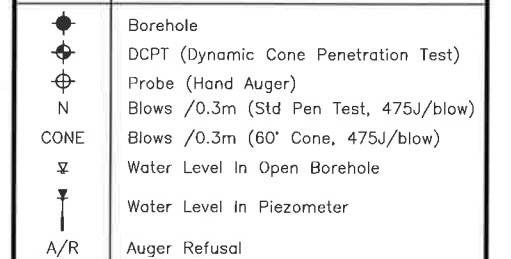 Borehole
DCPT (Dynamic Cone Penetration Test)
Probe (Hand Auger)
N Blows /0.3m (Std Pen Test, 475J/blow)
CONE Blows /0.3m (60° Cone, 475J/blow)
Water Level In Open Borehole
Water Level In Piezometer
A/R Auger Refusal